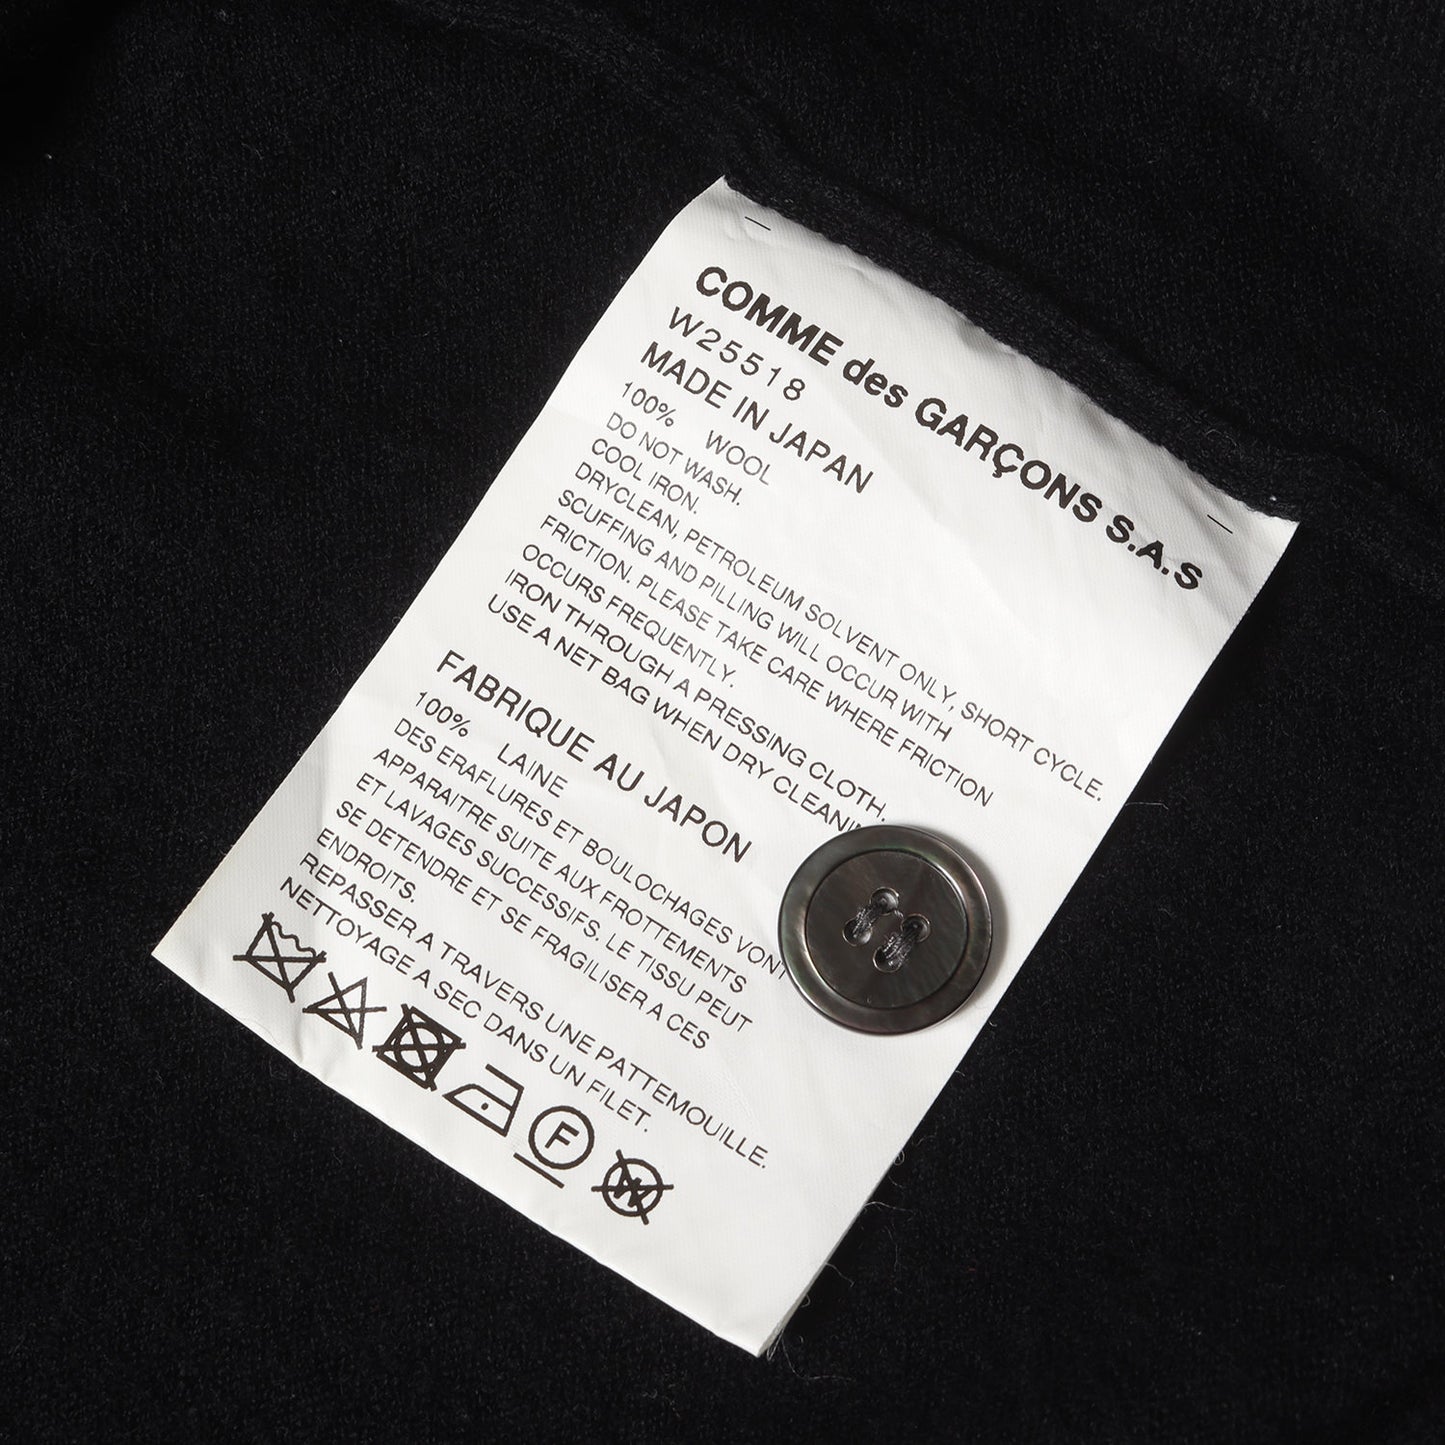 COMME des GARÇONS S.A.S
W25518
MADE IN JAPAN
100% WOOL
DO NOT WASH.
COOL IRON.
DRYCLEAN, PETROLEUM SOLVENT ONLY, SHORT CYCLE.
SCUFFING AND PILLING WILL OCCUR WITH
FRICTION. PLEASE TAKE CARE WHERE FRICTION
OCCURS FREQUENTLY.
IRON THROUGH A PRESSING CLOTH.
USE A NET BAG WHEN DRY
FABRIQUE AU JAPON
100% LAINE
DES ERAFLURES ET BOULOCHAGES VONT
APPARAITRE SUITE AUX FROTTEMENTS
ET LAVAGES SUCCESSIFS. LE TISSU PEUT
SE DETENDRE ET SE FRAGILISER A CES
ENDROITS.
REPASSER A TRAVERS UNE PATTEMOUILLE.
NETTOYAGE A SEC DANS UN FILET.
F W